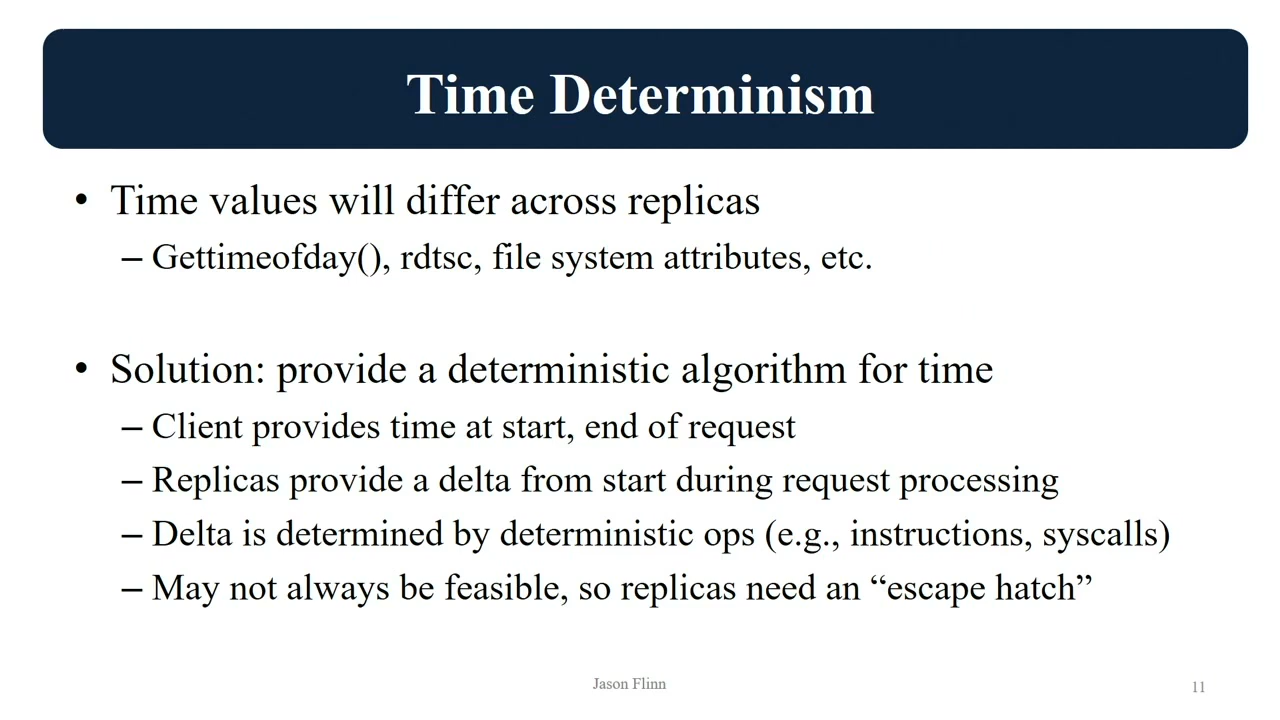 Time Determinism
• Time values will differ across replicas
– Gettimeofday(), rdtsc, file system attributes, etc.
• Solution: provide a deterministic algorithm for time
– Client provides time at start, end of request
– Replicas provide a delta from start during request processing
– Delta is determined by deterministic ops (e.g., instructions, syscalls)
– May not always be feasible, so replicas need an “escape hatch”
Jason Flinn
11